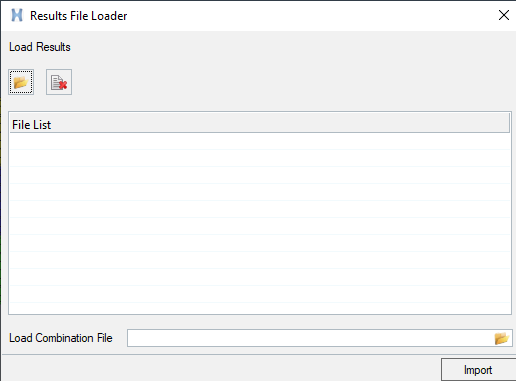 Results File Loader
Load Results
File List
Load Combination File
Import